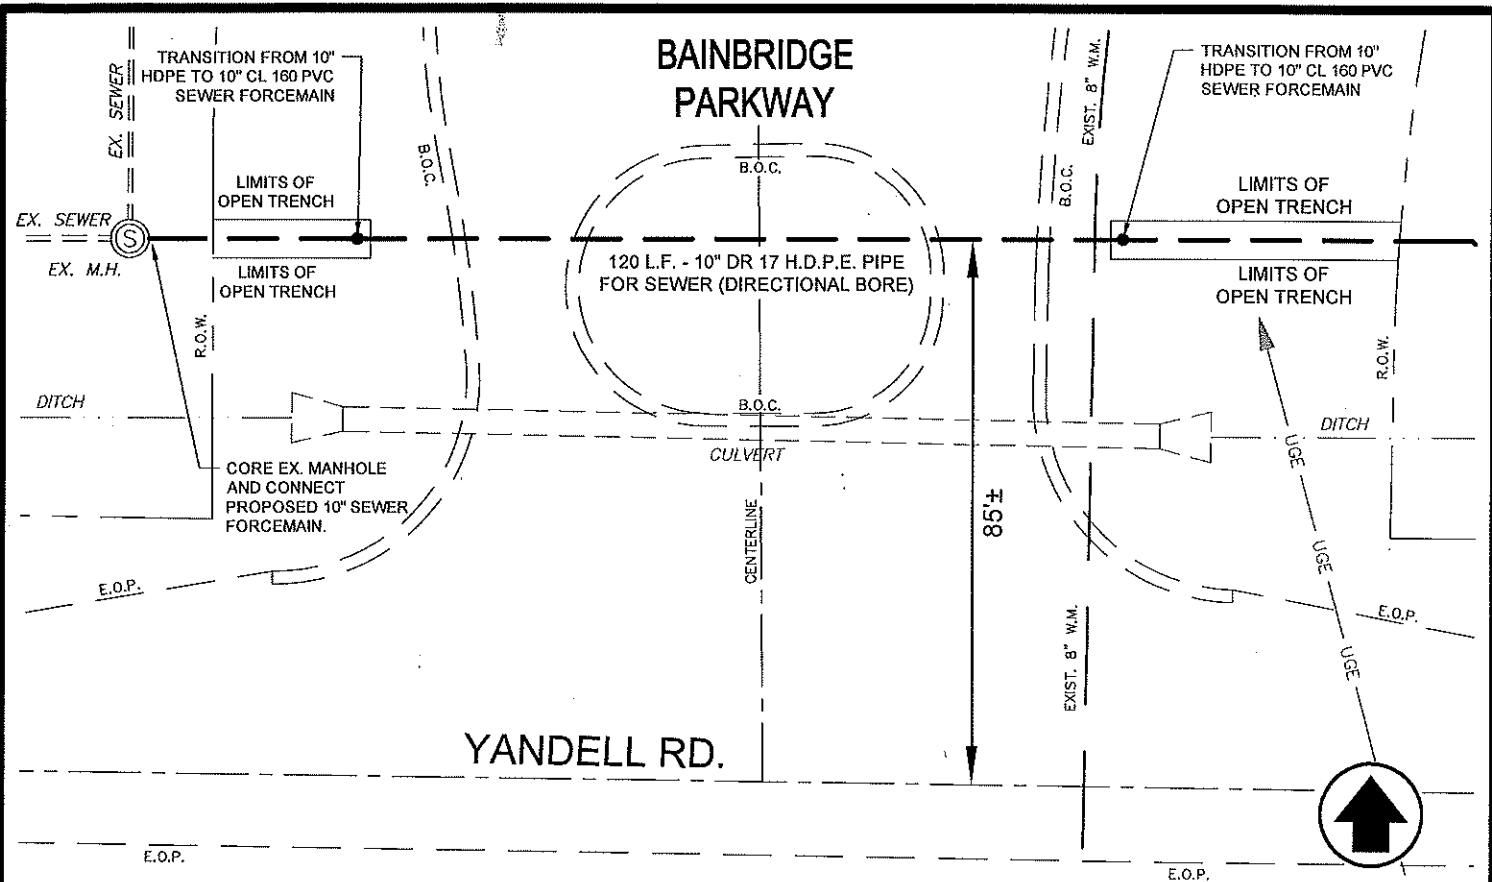 BAINBRIDGE
PARKWAY
TRANSITION FROM 10"
HDPE TO 10" CL 160 PVC
SEWER FORCEMAIN
TRANSITION FROM 10"
HDPE TO 10" CL 160 PVC
SEWER FORCEMAIN
EX. SEWER
B.O.C.
B.O.C.
B.O.C.
EXIST. 8" W.M.
LIMITS OF
OPEN TRENCH
LIMITS OF
OPEN TRENCH
EX. SEWER
S
EX. M.H.
LIMITS OF
OPEN TRENCH
120 L.F. - 10" DR 17 H.D.P.E. PIPE
FOR SEWER (DIRECTIONAL BORE)
LIMITS OF
OPEN TRENCH
R.O.W.
R.O.W.
DITCH
B.O.C.
CULVERT
DITCH
CORE EX. MANHOLE
AND CONNECT
PROPOSED 10" SEWER
FORCEMAIN.
CENTERLINE
85'±
UGE
UGE
UGE
E.O.P.
E.O.P.
EXIST. 8" W.M.
YANDELL RD.
E.O.P.
E.O.P.